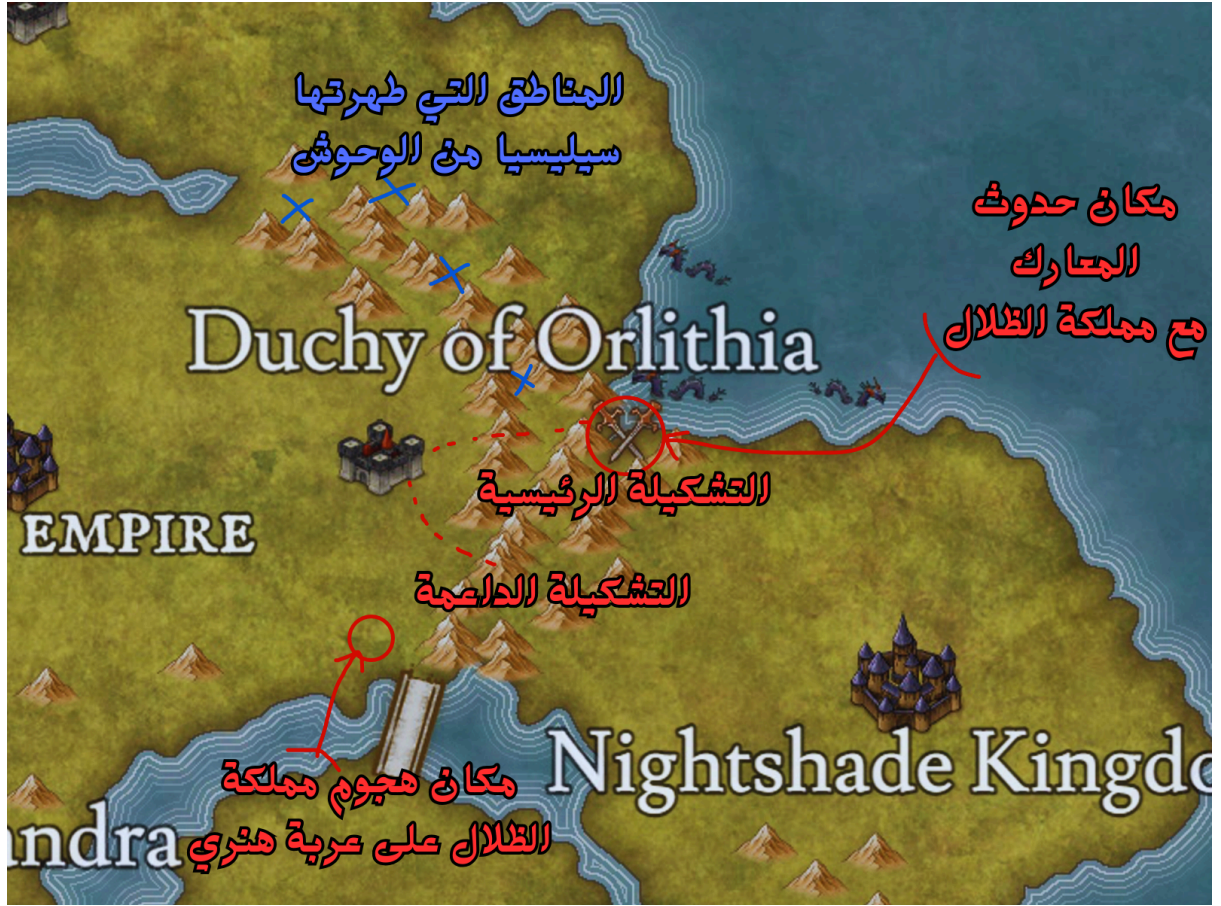 المناطق التي طهرتها
سيليسيا من الوحوش
مكان حدوث
المعارك
مع مملكة الظلال
Duchy of Orlithia
التشكيلة الرئيسية
EMPIRE
التشكيلة الداعمة
Nightshade Kingdo
مكان هجوم مملكة
الظلال على عربة هنري
andra